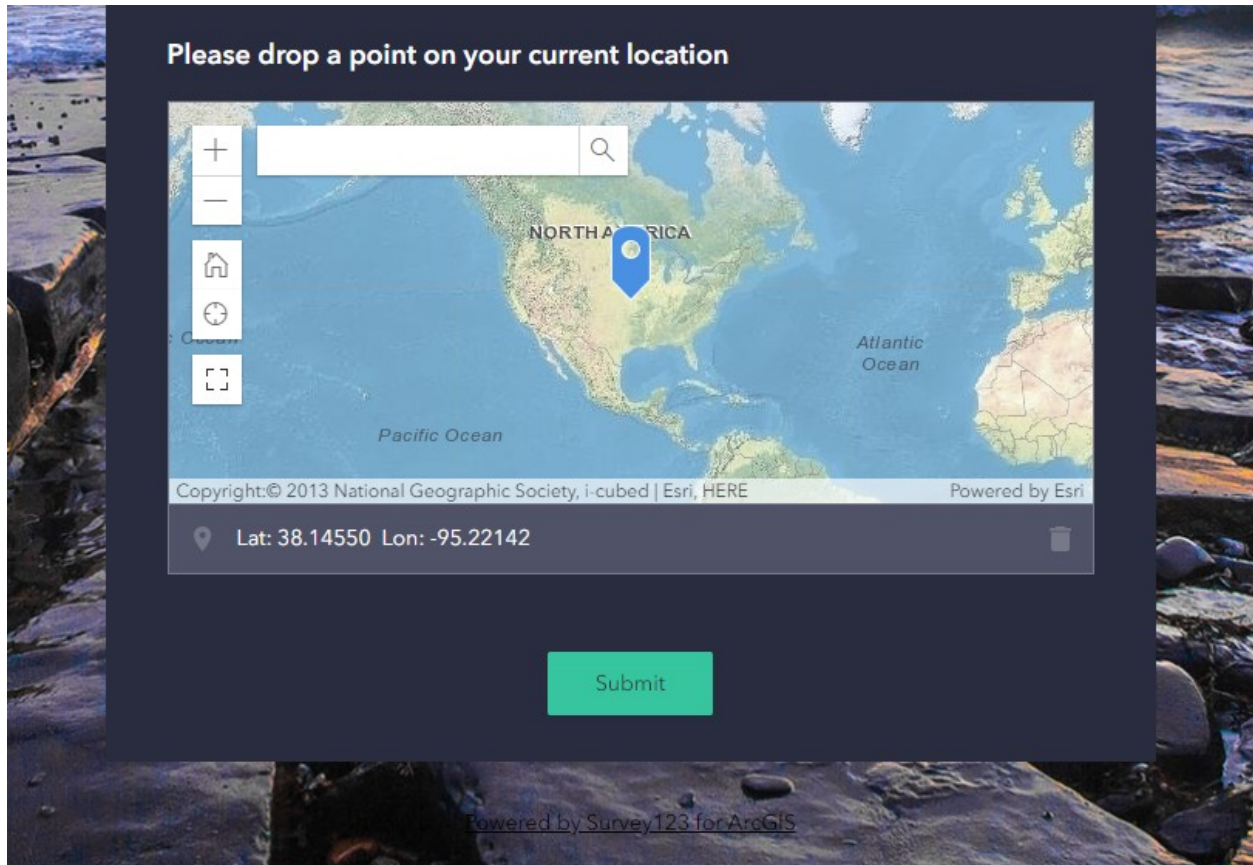 Please drop a point on your current location
NORTH A RICA
c Ocean
Atlantic
Ocean
Pacific Ocean
Copyright:© 2013 National Geographic Society, i-cubed | Esri, HERE
Powered by Esri
Lat: 38.14550 Lon: -95.22142
Submit
Powered by Survey123 for ArcGIS